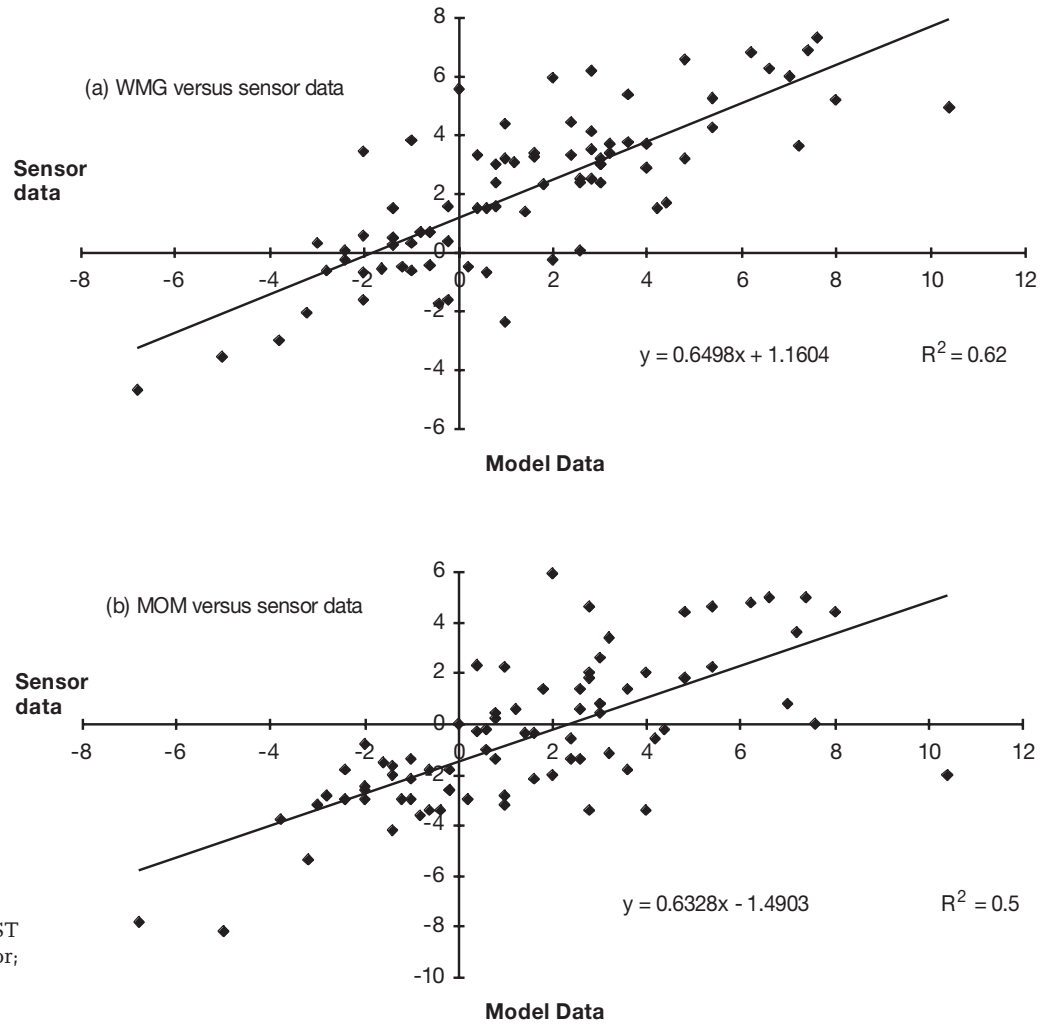 8
(a) WMG versus sensor data
6
4
Sensor
data
2
0
-8 -6 -4 -2 0 2 4 6 8 10 12
-2
y = 0.6498x + 1.1604 R² = 0.62
-4
-6
Model Data
6
(b) MOM versus sensor data
4
2
Sensor
data
0
-8 -6 -4 -2 0 2 4 6 8 10 12
-2
-4
-6
y = 0.6328x - 1.4903 R² = 0.5
-8
ST
or;
-10
Model Data